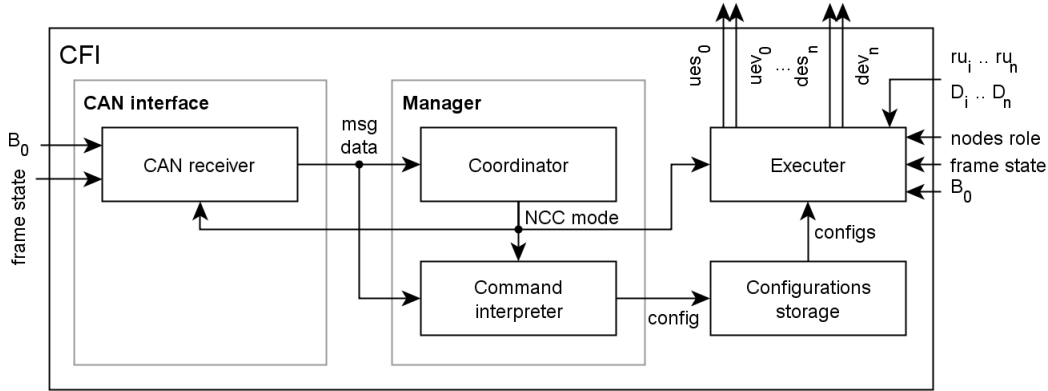 CFI
CAN interface
Manager
B0
frame state
CAN receiver
msg
data
Coordinator
NCC mode
Command
interpreter
config
Configurations
storage
configs
Executer
ues0
uev0
...
desn
devn
rui .. run
Di .. Dn
nodes role
frame state
B0